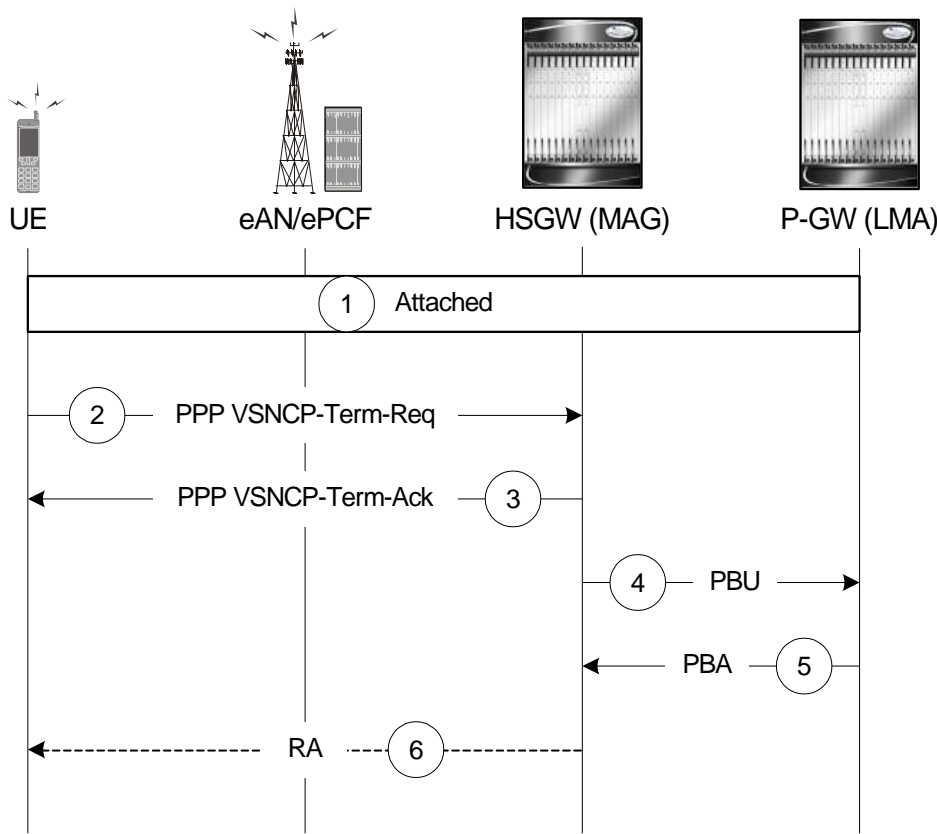 UE
eAN/ePCF
HSGW (MAG)
P-GW (LMA)
1 Attached
2 PPP VSNCP-Term-Req
PPP VSNCP-Term-Ack 3
4 PBU
PBA 5
RA 6